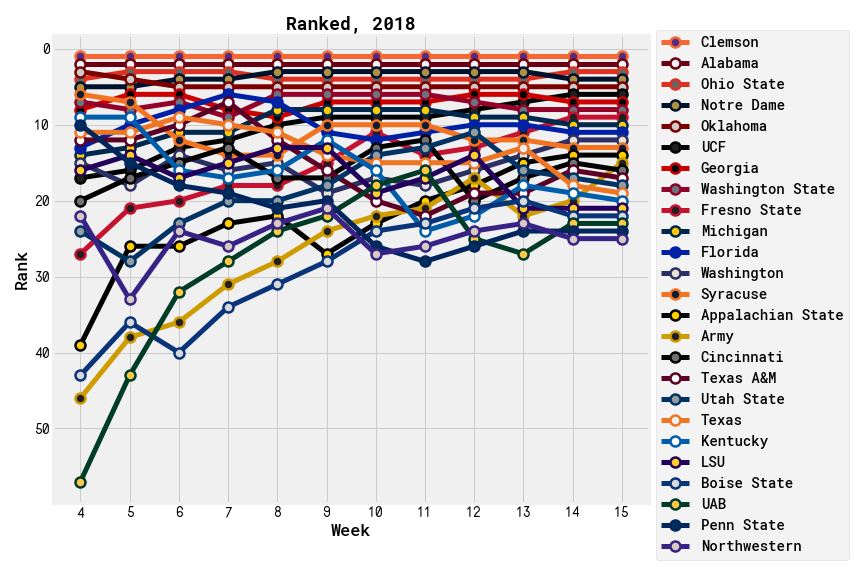 Ranked, 2018
0
10
20
30
40
50
Rank
4 5 6 7 8 9 10 11 12 13 14 15
Week
Clemson
Alabama
Ohio State
Notre Dame
Oklahoma
UCF
Georgia
Washington State
Fresno State
Michigan
Florida
Washington
Syracuse
Appalachian State
Army
Cincinnati
Texas A&M
Utah State
Texas
Kentucky
LSU
Boise State
UAB
Penn State
Northwestern